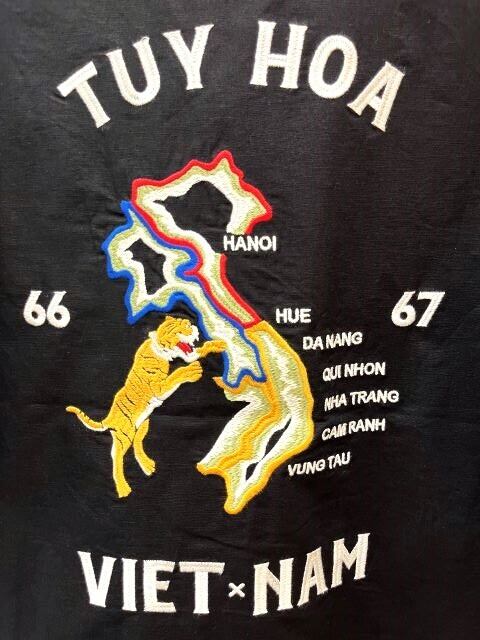 TUY HOA
HANOI
66
67
HUE
DA NANG
QUI NHON
NHA TRANG
CAM RANH
VUNG TAU
VIET × NAM